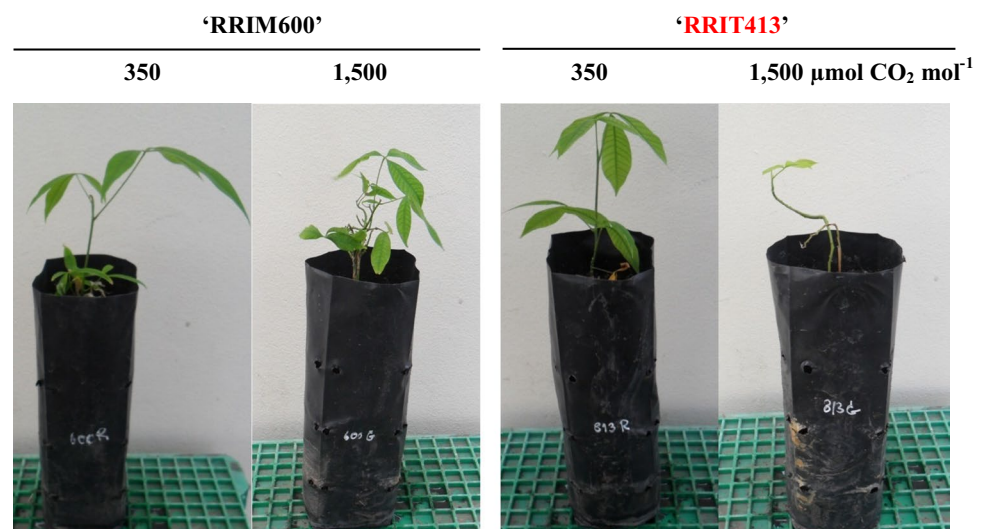 ‘RRIM600’ ‘RRIT413’
350 1,500 350 1,500 µmol CO₂ mol⁻¹
600R 600G 813R 813G